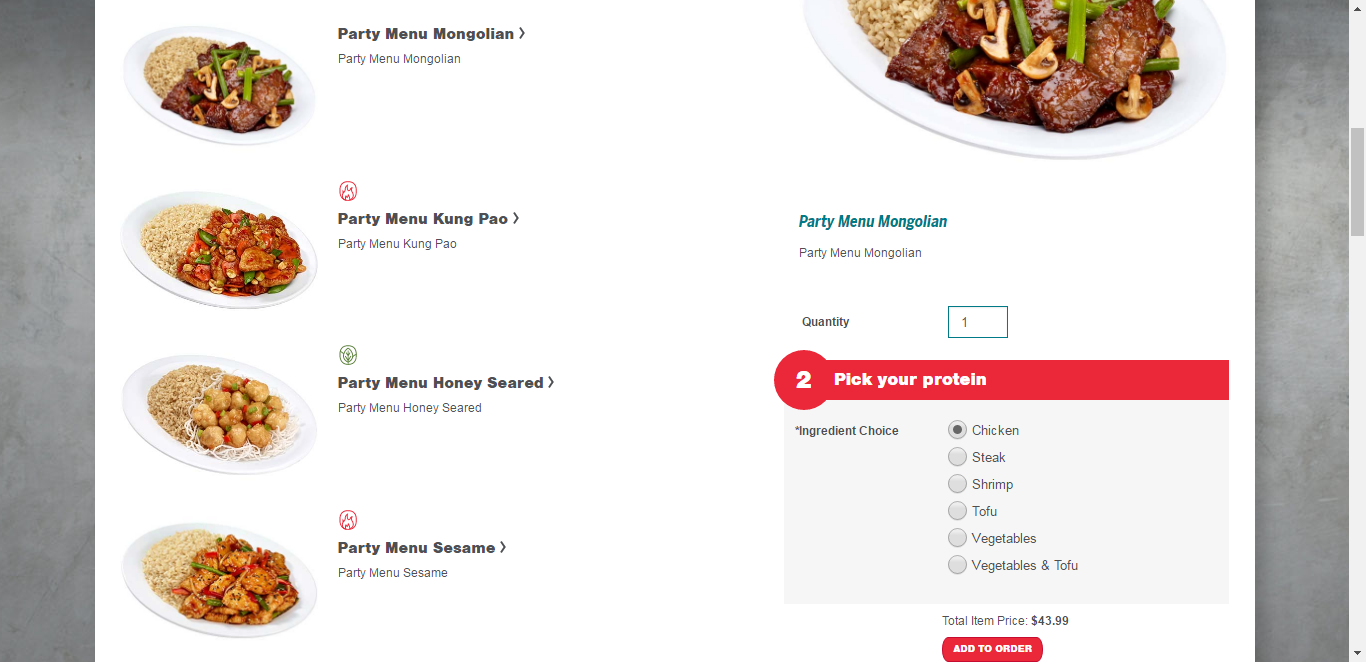 Party Menu Mongolian
Party Menu Mongolian
Party Menu Kung Pao
Party Menu Kung Pao
Party Menu Honey Seared
Party Menu Honey Seared
Party Menu Sesame
Party Menu Sesame
Party Menu Mongolian
Party Menu Mongolian
Quantity 1
2 Pick your protein
*Ingredient Choice Chicken
Steak
Shrimp
Tofu
Vegetables
Vegetables & Tofu
Total Item Price: $43.99
ADD TO ORDER